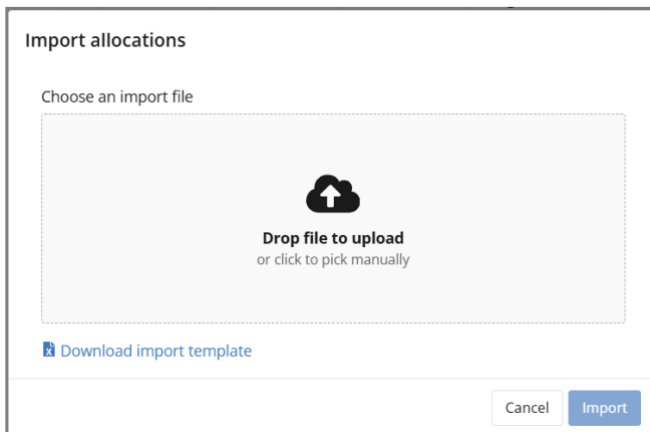 Import allocations
Choose an import file
Drop file to upload
or click to pick manually
Download import template
Cancel
Import